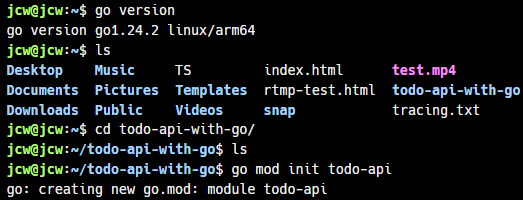 jcw@jcw:~$ go version
go version go1.24.2 linux/arm64
jcw@jcw:~$ ls
Desktop Music TS index.html test.mp4
Documents Pictures Templates rtmp-test.html todo-api-with-go
Downloads Public Videos snap tracing.txt
jcw@jcw:~$ cd todo-api-with-go/
jcw@jcw:~/todo-api-with-go$ ls
jcw@jcw:~/todo-api-with-go$ go mod init todo-api
go: creating new go.mod: module todo-api